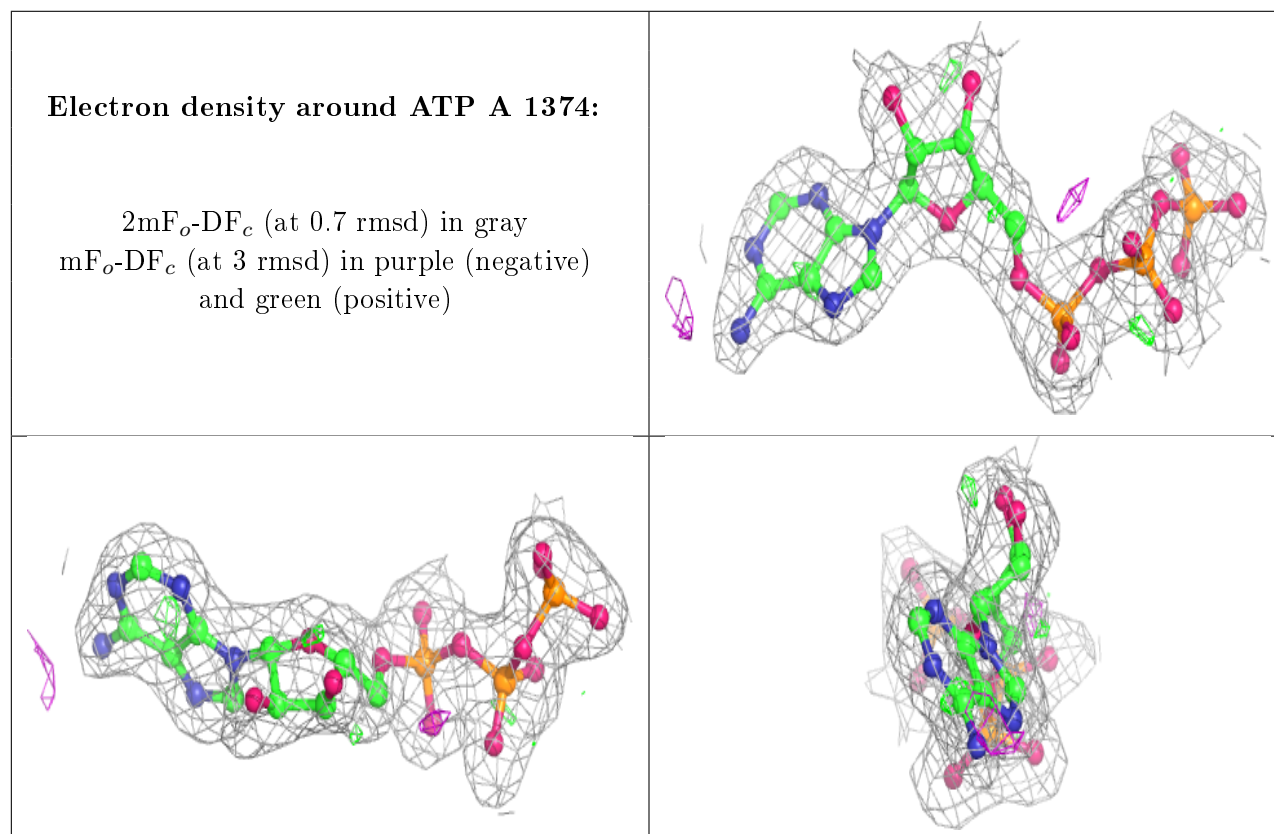 Electron density around ATP A 1374:
2mFo-DFc (at 0.7 rmsd) in gray
mFo-DFc (at 3 rmsd) in purple (negative)
and green (positive)